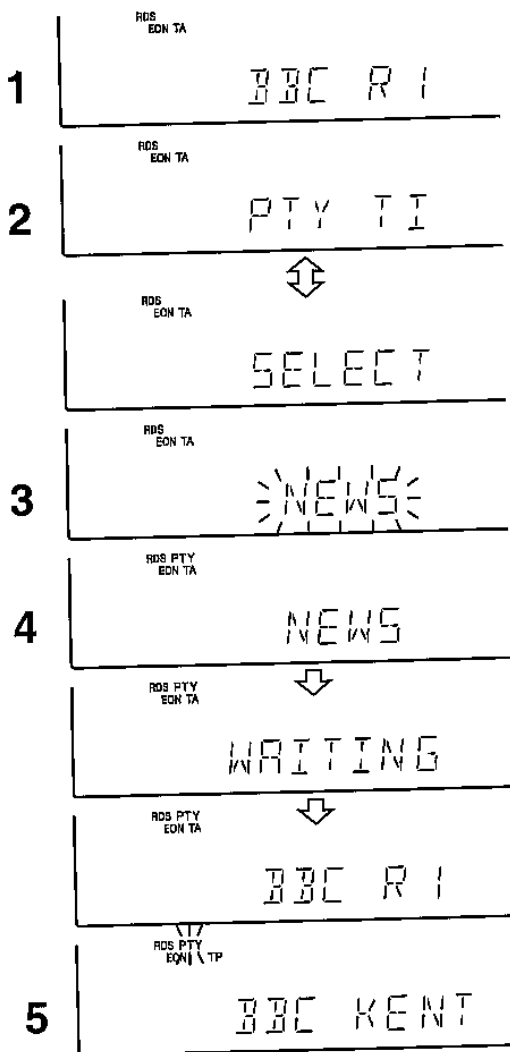 RDS
EON TA
1
BBC R1
RDS
EON TA
2
PTY TI
RDS
EON TA
SELECT
RDS
EON TA
3
NEWS
RDS PTY
EON TA
4
NEWS
RDS PTY
EON TA
WAITING
RDS PTY
EON TA
BBC R1
RDS PTY
EON TP
5
BBC KENT